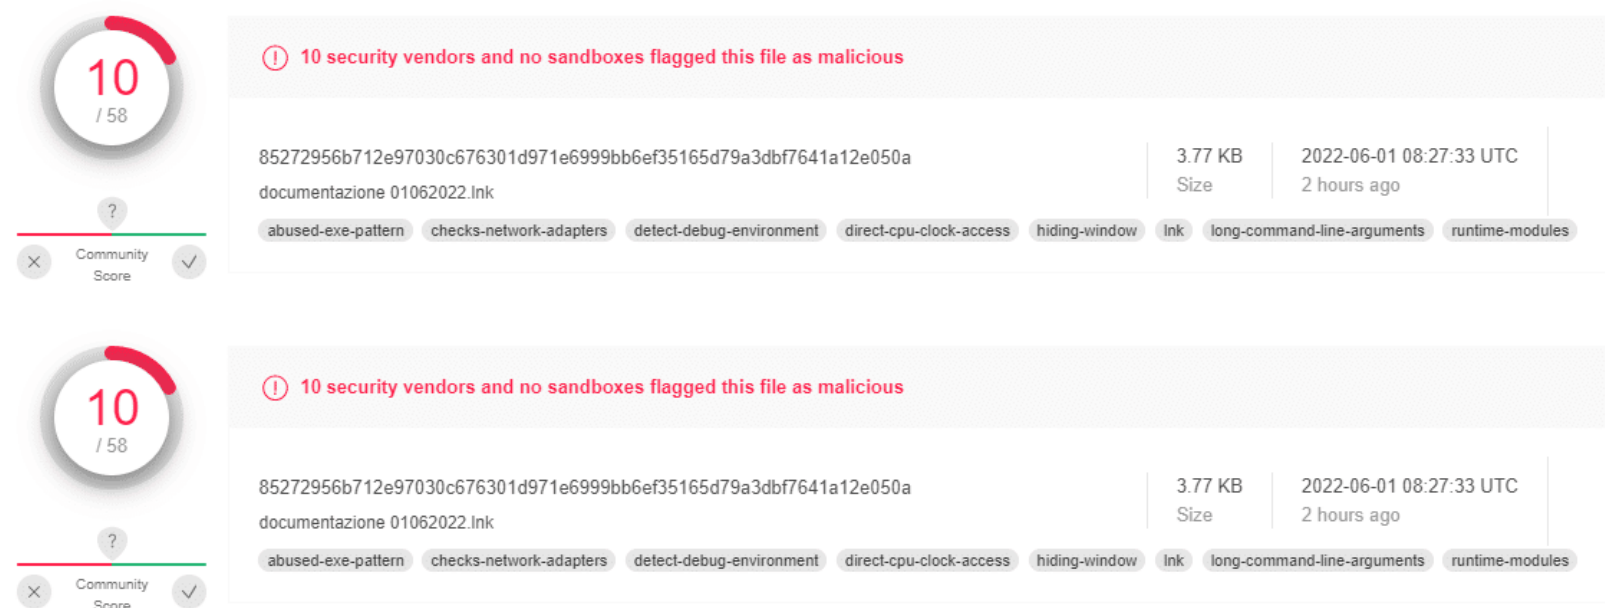 10
/ 58
?
Community
Score
10 security vendors and no sandboxes flagged this file as malicious
85272956b712e97030c676301d971e6999bb6ef35165d79a3dbf7641a12e050a
documentazione 01062022.lnk
3.77 KB
Size
2022-06-01 08:27:33 UTC
2 hours ago
abused-exe-pattern checks-network-adapters detect-debug-environment direct-cpu-clock-access hiding-window lnk long-command-line-arguments runtime-modules
10
/ 58
?
Community
Score
10 security vendors and no sandboxes flagged this file as malicious
85272956b712e97030c676301d971e6999bb6ef35165d79a3dbf7641a12e050a
documentazione 01062022.lnk
3.77 KB
Size
2022-06-01 08:27:33 UTC
2 hours ago
abused-exe-pattern checks-network-adapters detect-debug-environment direct-cpu-clock-access hiding-window lnk long-command-line-arguments runtime-modules